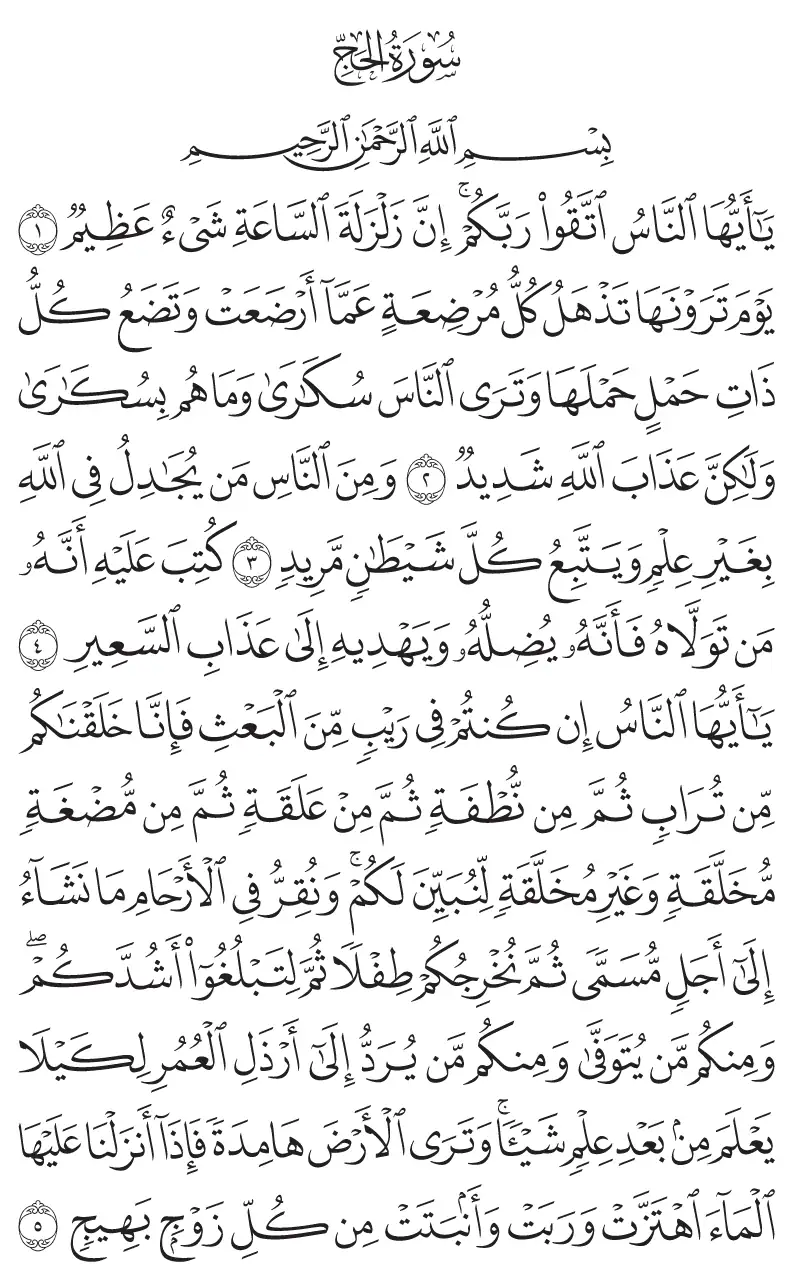 سُورَةُ الحَجِّ
بِسْمِ ٱللَّهِ ٱلرَّحْمَٰنِ ٱلرَّحِيمِ
يَٰٓأَيُّهَا ٱلنَّاسُ ٱتَّقُوا۟ رَبَّكُمْ ۚ إِنَّ زَلْزَلَةَ ٱلسَّاعَةِ شَىْءٌ عَظِيمٌ ١
يَوْمَ تَرَوْنَهَا تَذْهَلُ كُلُّ مُرْضِعَةٍ عَمَّآ أَرْضَعَتْ وَتَضَعُ كُلُّ
ذَاتِ حَمْلٍ حَمْلَهَا وَتَرَى ٱلنَّاسَ سُكَٰرَىٰ وَمَا هُم بِسُكَٰرَىٰ
وَلَٰكِنَّ عَذَابَ ٱللَّهِ شَدِيدٌ ٢ وَمِنَ ٱلنَّاسِ مَن يُجَٰدِلُ فِى ٱللَّهِ
بِغَيْرِ عِلْمٍ وَيَتَّبِعُ كُلَّ شَيْطَٰنٍ مَّرِيدٍ ٣ كُتِبَ عَلَيْهِ أَنَّهُۥ
مَن تَوَلَّاهُ فَأَنَّهُۥ يُضِلُّهُۥ وَيَهْدِيهِ إِلَىٰ عَذَابِ ٱلسَّعِيرِ ٤
يَٰٓأَيُّهَا ٱلنَّاسُ إِن كُنتُمْ فِى رَيْبٍ مِّنَ ٱلْبَعْثِ فَإِنَّا خَلَقْنَٰكُم
مِّن تُرَابٍ ثُمَّ مِن نُّطْفَةٍ ثُمَّ مِنْ عَلَقَةٍ ثُمَّ مِن مُّضْغَةٍ
مُّخَلَّقَةٍ وَغَيْرِ مُخَلَّقَةٍ لِّنُبَيِّنَ لَكُمْ ۚ وَنُقِرُّ فِى ٱلْأَرْحَامِ مَا نَشَآءُ
إِلَىٰٓ أَجَلٍ مُّسَمًّى ثُمَّ نُخْرِجُكُمْ طِفْلًا ثُمَّ لِتَبْلُغُوٓا۟ أَشُدَّكُمْ ۖ
وَمِنكُم مَّن يُتَوَفَّىٰ وَمِنكُم مَّن يُرَدُّ إِلَىٰٓ أَرْذَلِ ٱلْعُمُرِ لِكَيْلَا
يَعْلَمَ مِنۢ بَعْدِ عِلْمٍ شَيْـًٔا ۚ وَتَرَى ٱلْأَرْضَ هَامِدَةً فَإِذَآ أَنزَلْنَا عَلَيْهَا
ٱلْمَآءَ ٱهْتَزَّتْ وَرَبَتْ وَأَنۢبَتَتْ مِن كُلِّ زَوْجٍۭ بَهِيجٍ ٥